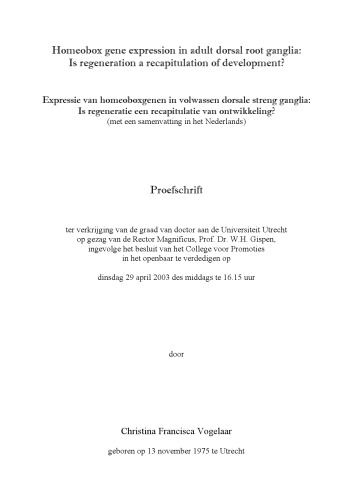 Homeobox gene expression in adult dorsal root ganglia:
Is regeneration a recapitulation of development?
Expressie van homeoboxgenen in volwassen dorsale streng ganglia:
Is regeneratie een recapitulatie van ontwikkeling?
(met een samenvatting in het Nederlands)
Proefschrift
ter verkrijging van de graad van doctor aan de Universiteit Utrecht
op gezag van de Rector Magnificus, Prof. Dr. W.H. Gispen,
ingevolge het besluit van het College voor Promoties
in het openbaar te verdedigen op
dinsdag 29 april 2003 des middags te 16.15 uur
door
Christina Francisca Vogelaar
geboren op 13 november 1975 te Utrecht